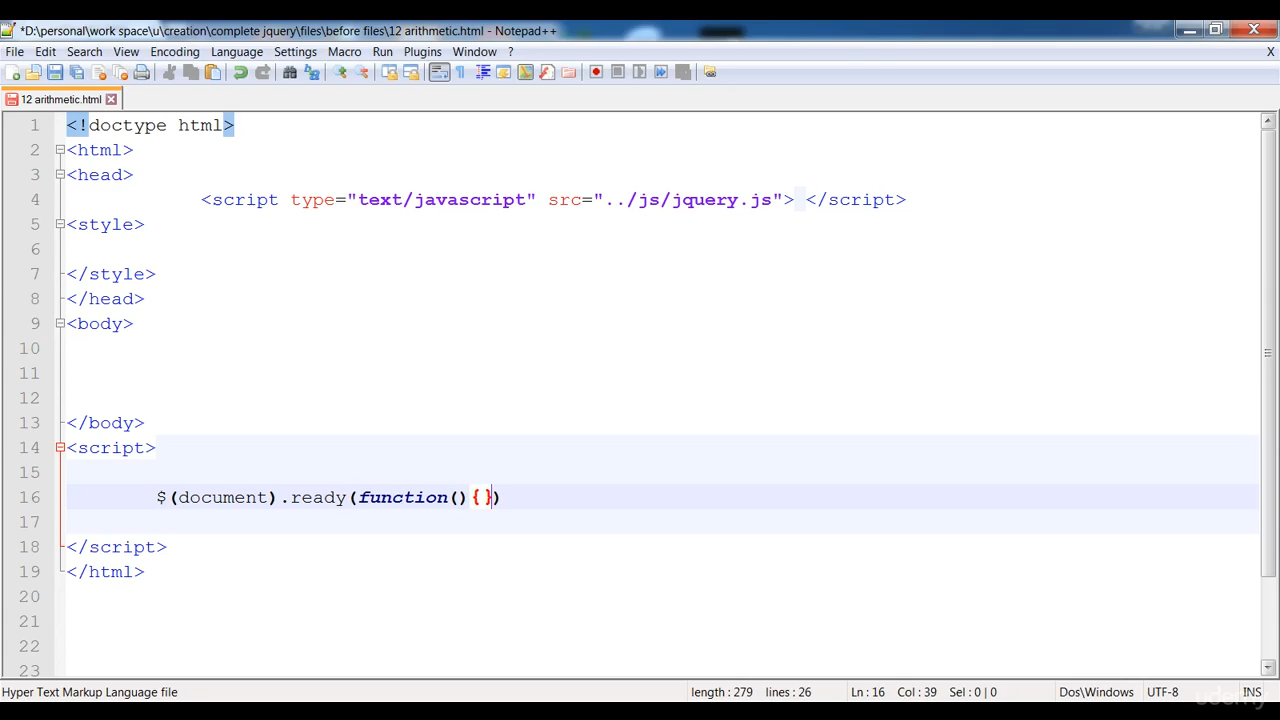 *D:\personal\work space\u\creation\complete jquery\files\before files\12 arithmetic.html - Notepad++
File Edit Search View Encoding Language Settings Macro Run Plugins Window ? X
12 arithmetic.html
1 <!doctype html>
2 <html>
3 <head>
4 <script type="text/javascript" src="../js/jquery.js"> </script>
5 <style>
6
7 </style>
8 </head>
9 <body>
10
11
12
13 </body>
14 <script>
15
16 $(document).ready(function(){})
17
18 </script>
19 </html>
20
21
22
23
Hyper Text Markup Language file length : 279 lines : 26 Ln : 16 Col : 39 Sel : 0 | 0 Dos\Windows UTF-8 INS
udemy